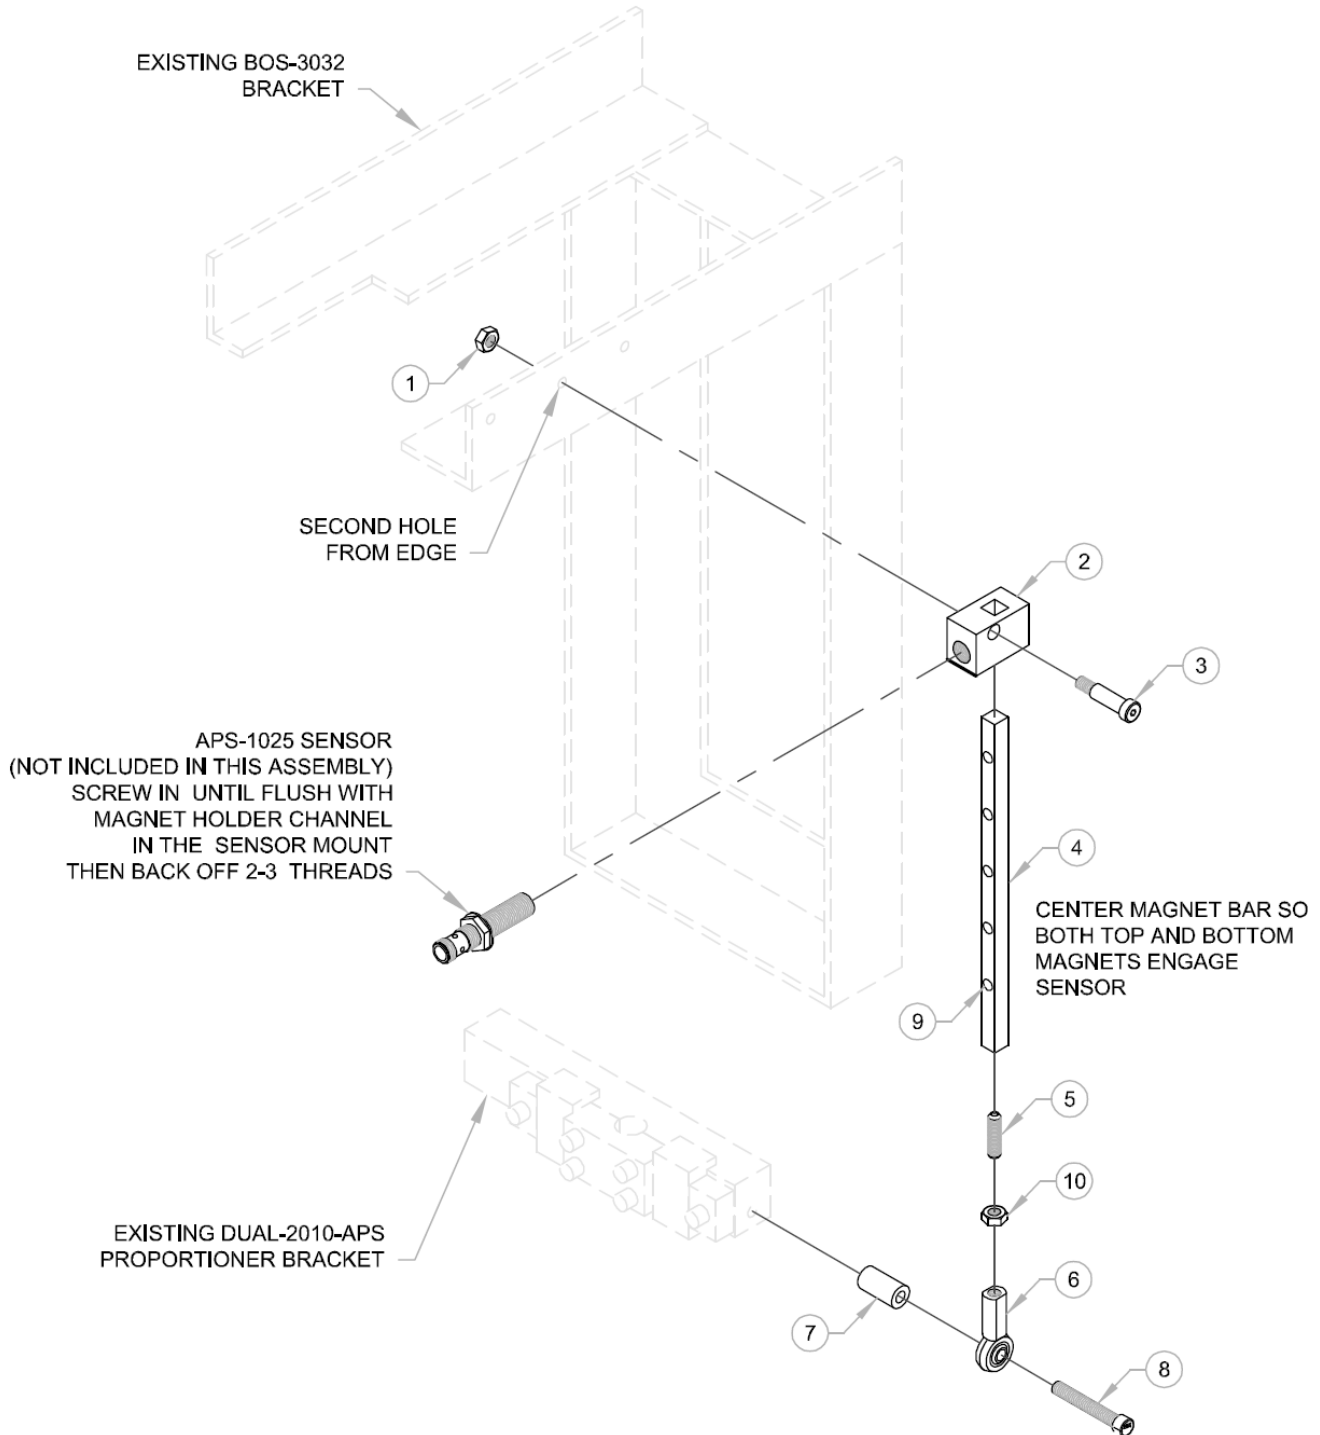 EXISTING BOS-3032
BRACKET
1
SECOND HOLE
FROM EDGE
2
3
APS-1025 SENSOR
(NOT INCLUDED IN THIS ASSEMBLY)
SCREW IN UNTIL FLUSH WITH
MAGNET HOLDER CHANNEL
IN THE SENSOR MOUNT
THEN BACK OFF 2-3 THREADS
4
CENTER MAGNET BAR SO
BOTH TOP AND BOTTOM
MAGNETS ENGAGE
SENSOR
9
5
10
EXISTING DUAL-2010-APS
PROPORTIONER BRACKET
6
7
8